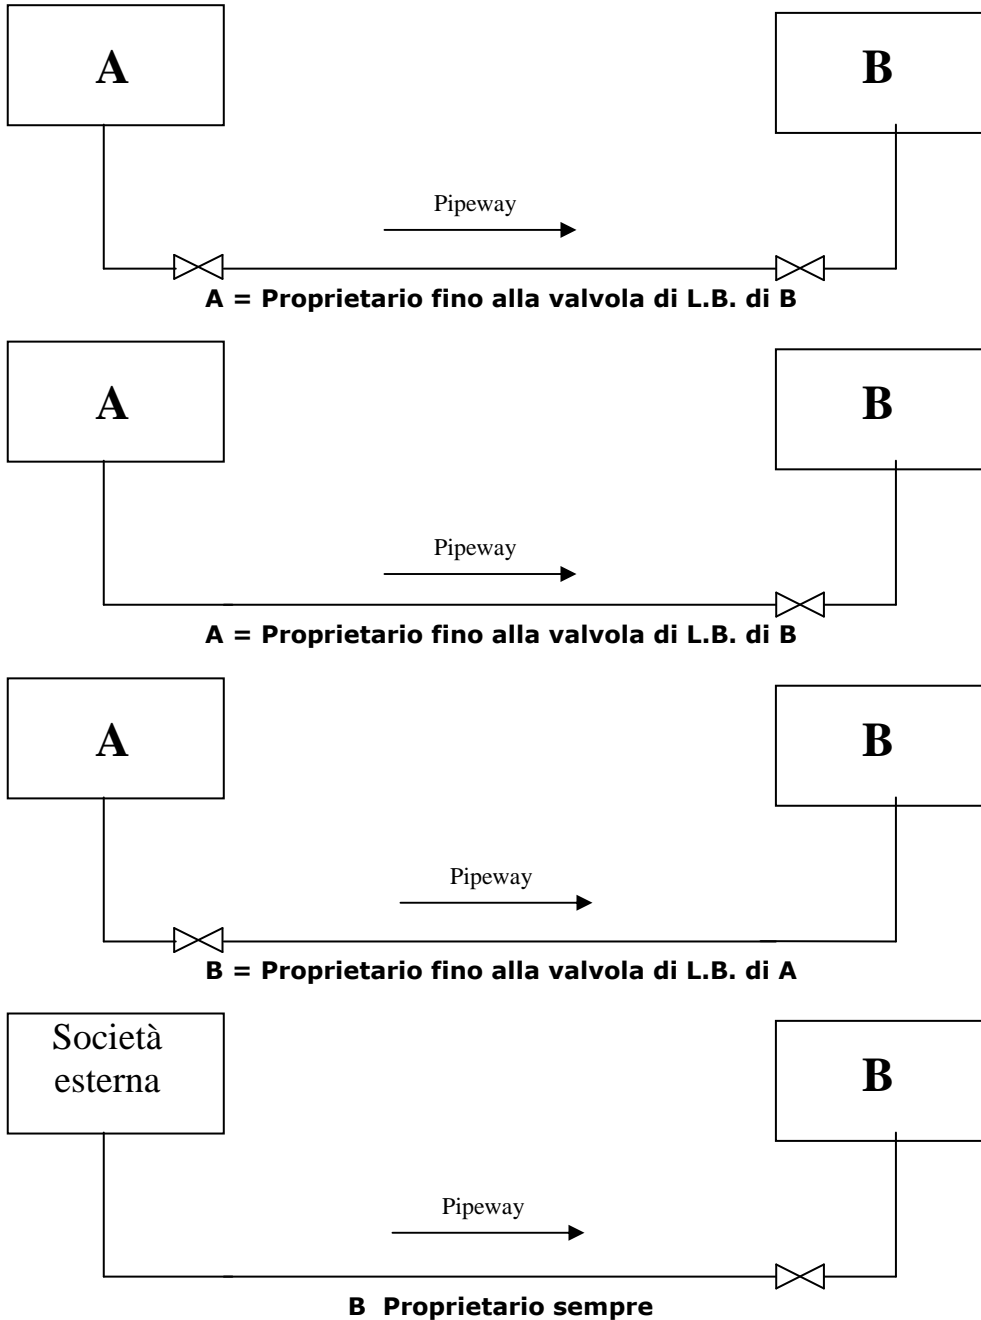 A
B
Pipeway
A = Proprietario fino alla valvola di L.B. di B
A
B
Pipeway
A = Proprietario fino alla valvola di L.B. di B
A
B
Pipeway
B = Proprietario fino alla valvola di L.B. di A
Società
esterna
B
Pipeway
B Proprietario sempre